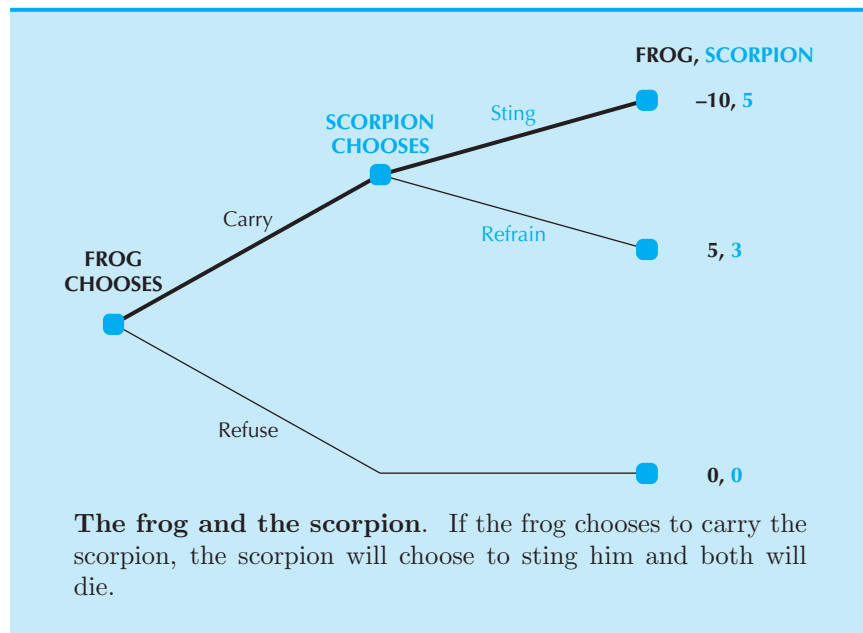 FROG, SCORPION
–10, 5
Sting
SCORPION
CHOOSES
Carry
Refrain
5, 3
FROG
CHOOSES
Refuse
0, 0
The frog and the scorpion. If the frog chooses to carry the
scorpion, the scorpion will choose to sting him and both will
die.